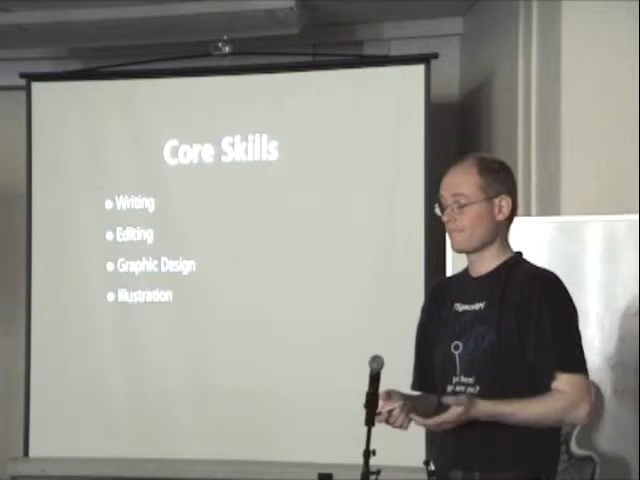 Core Skills
Writing
Editing
Graphic Design
Illustration